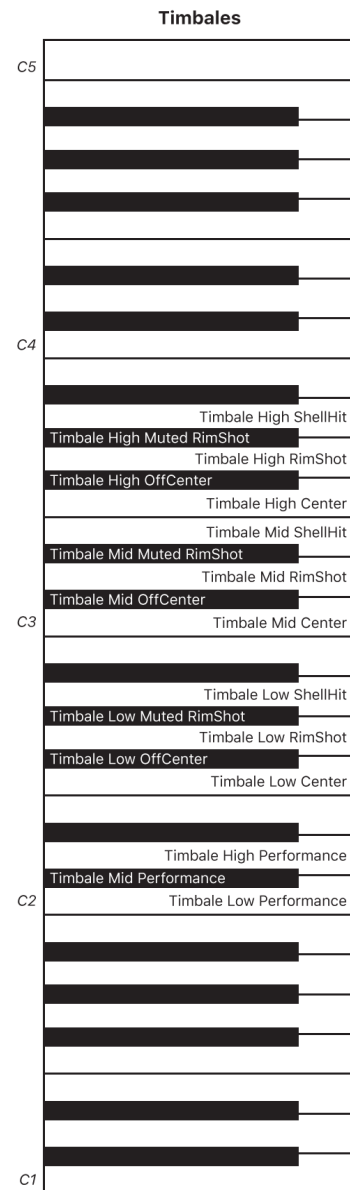 Timbales
C5
C4
Timbale High ShellHit
Timbale High Muted RimShot
Timbale High RimShot
Timbale High OffCenter
Timbale High Center
Timbale Mid ShellHit
Timbale Mid Muted RimShot
Timbale Mid RimShot
Timbale Mid OffCenter
C3
Timbale Mid Center
Timbale Low ShellHit
Timbale Low Muted RimShot
Timbale Low RimShot
Timbale Low OffCenter
Timbale Low Center
Timbale High Performance
Timbale Mid Performance
C2
Timbale Low Performance
C1